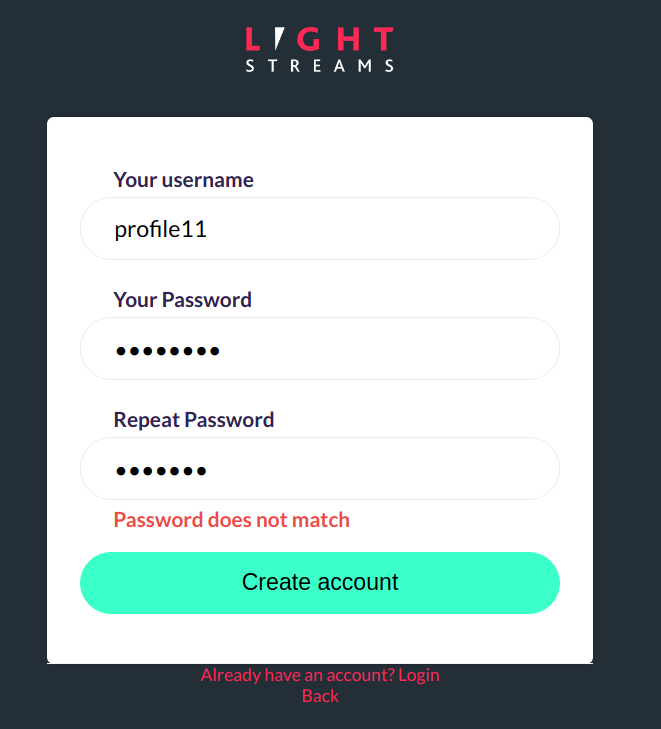 LIGHT
STREAMS
Your username
profile11
Your Password
••••••••
Repeat Password
•••••••
Password does not match
Create account
Already have an account? Login
Back